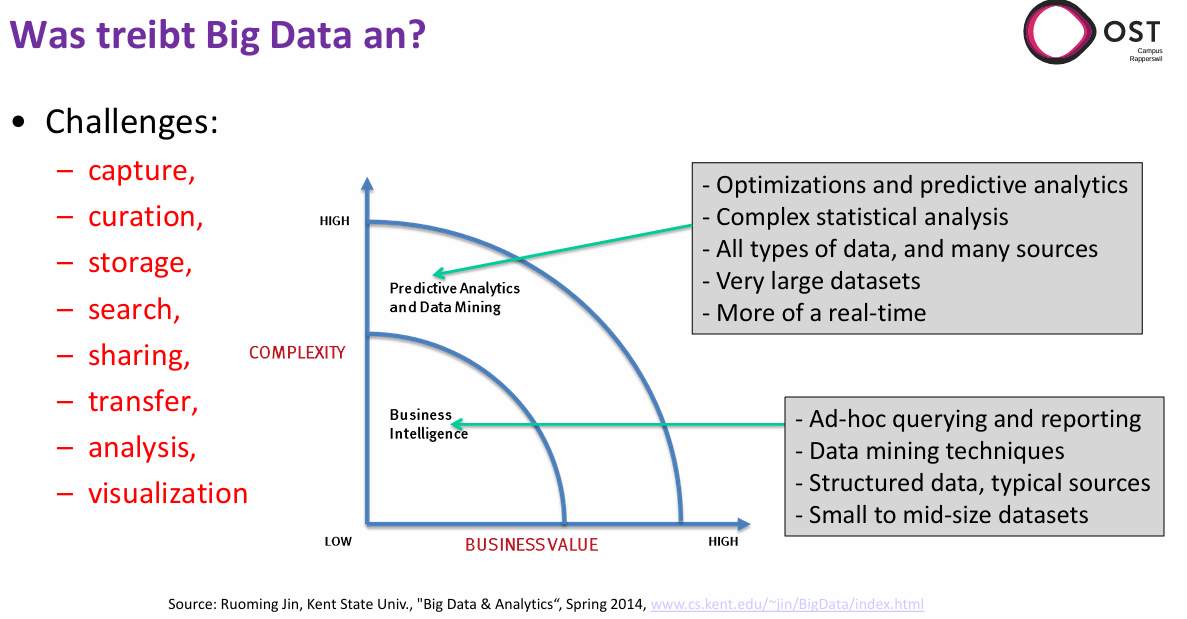 Was treibt Big Data an?
OST
Campus
Rapperswil
• Challenges:
– capture,
– curation,
– storage,
– search,
– sharing,
– transfer,
– analysis,
– visualization
HIGH
Predictive Analytics
and Data Mining
COMPLEXITY
Business
Intelligence
LOW
BUSINESS VALUE
HIGH
- Optimizations and predictive analytics
- Complex statistical analysis
- All types of data, and many sources
- Very large datasets
- More of a real-time
- Ad-hoc querying and reporting
- Data mining techniques
- Structured data, typical sources
- Small to mid-size datasets
Source: Ruoming Jin, Kent State Univ., "Big Data & Analytics“, Spring 2014, www.cs.kent.edu/~jin/BigData/index.html